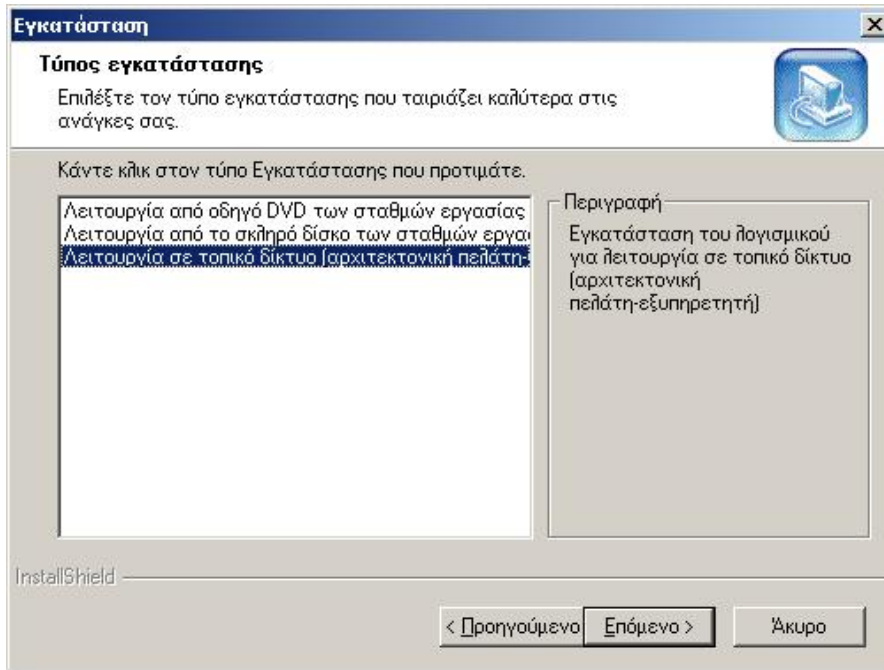 Εγκατάσταση
Τύπος εγκατάστασης
Επιλέξτε τον τύπο εγκατάστασης που ταιριάζει καλύτερα στις
ανάγκες σας.
Κάντε κλικ στον τύπο Εγκατάστασης που προτιμάτε.
Λειτουργία από οδηγό DVD των σταθμών εργασίας
Λειτουργία από το σκληρό δίσκο των σταθμών
Λειτουργία σε τοπικό δίκτυο (αρχιτεκτονική πελάτη-
Περιγραφή
Εγκατάσταση του λογισμικού
για λειτουργία σε τοπικό δίκτυο
(αρχιτεκτονική
πελάτη-εξυπηρετητή)
InstallShield
< Προηγούμενο
Επόμενο >
Άκυρο